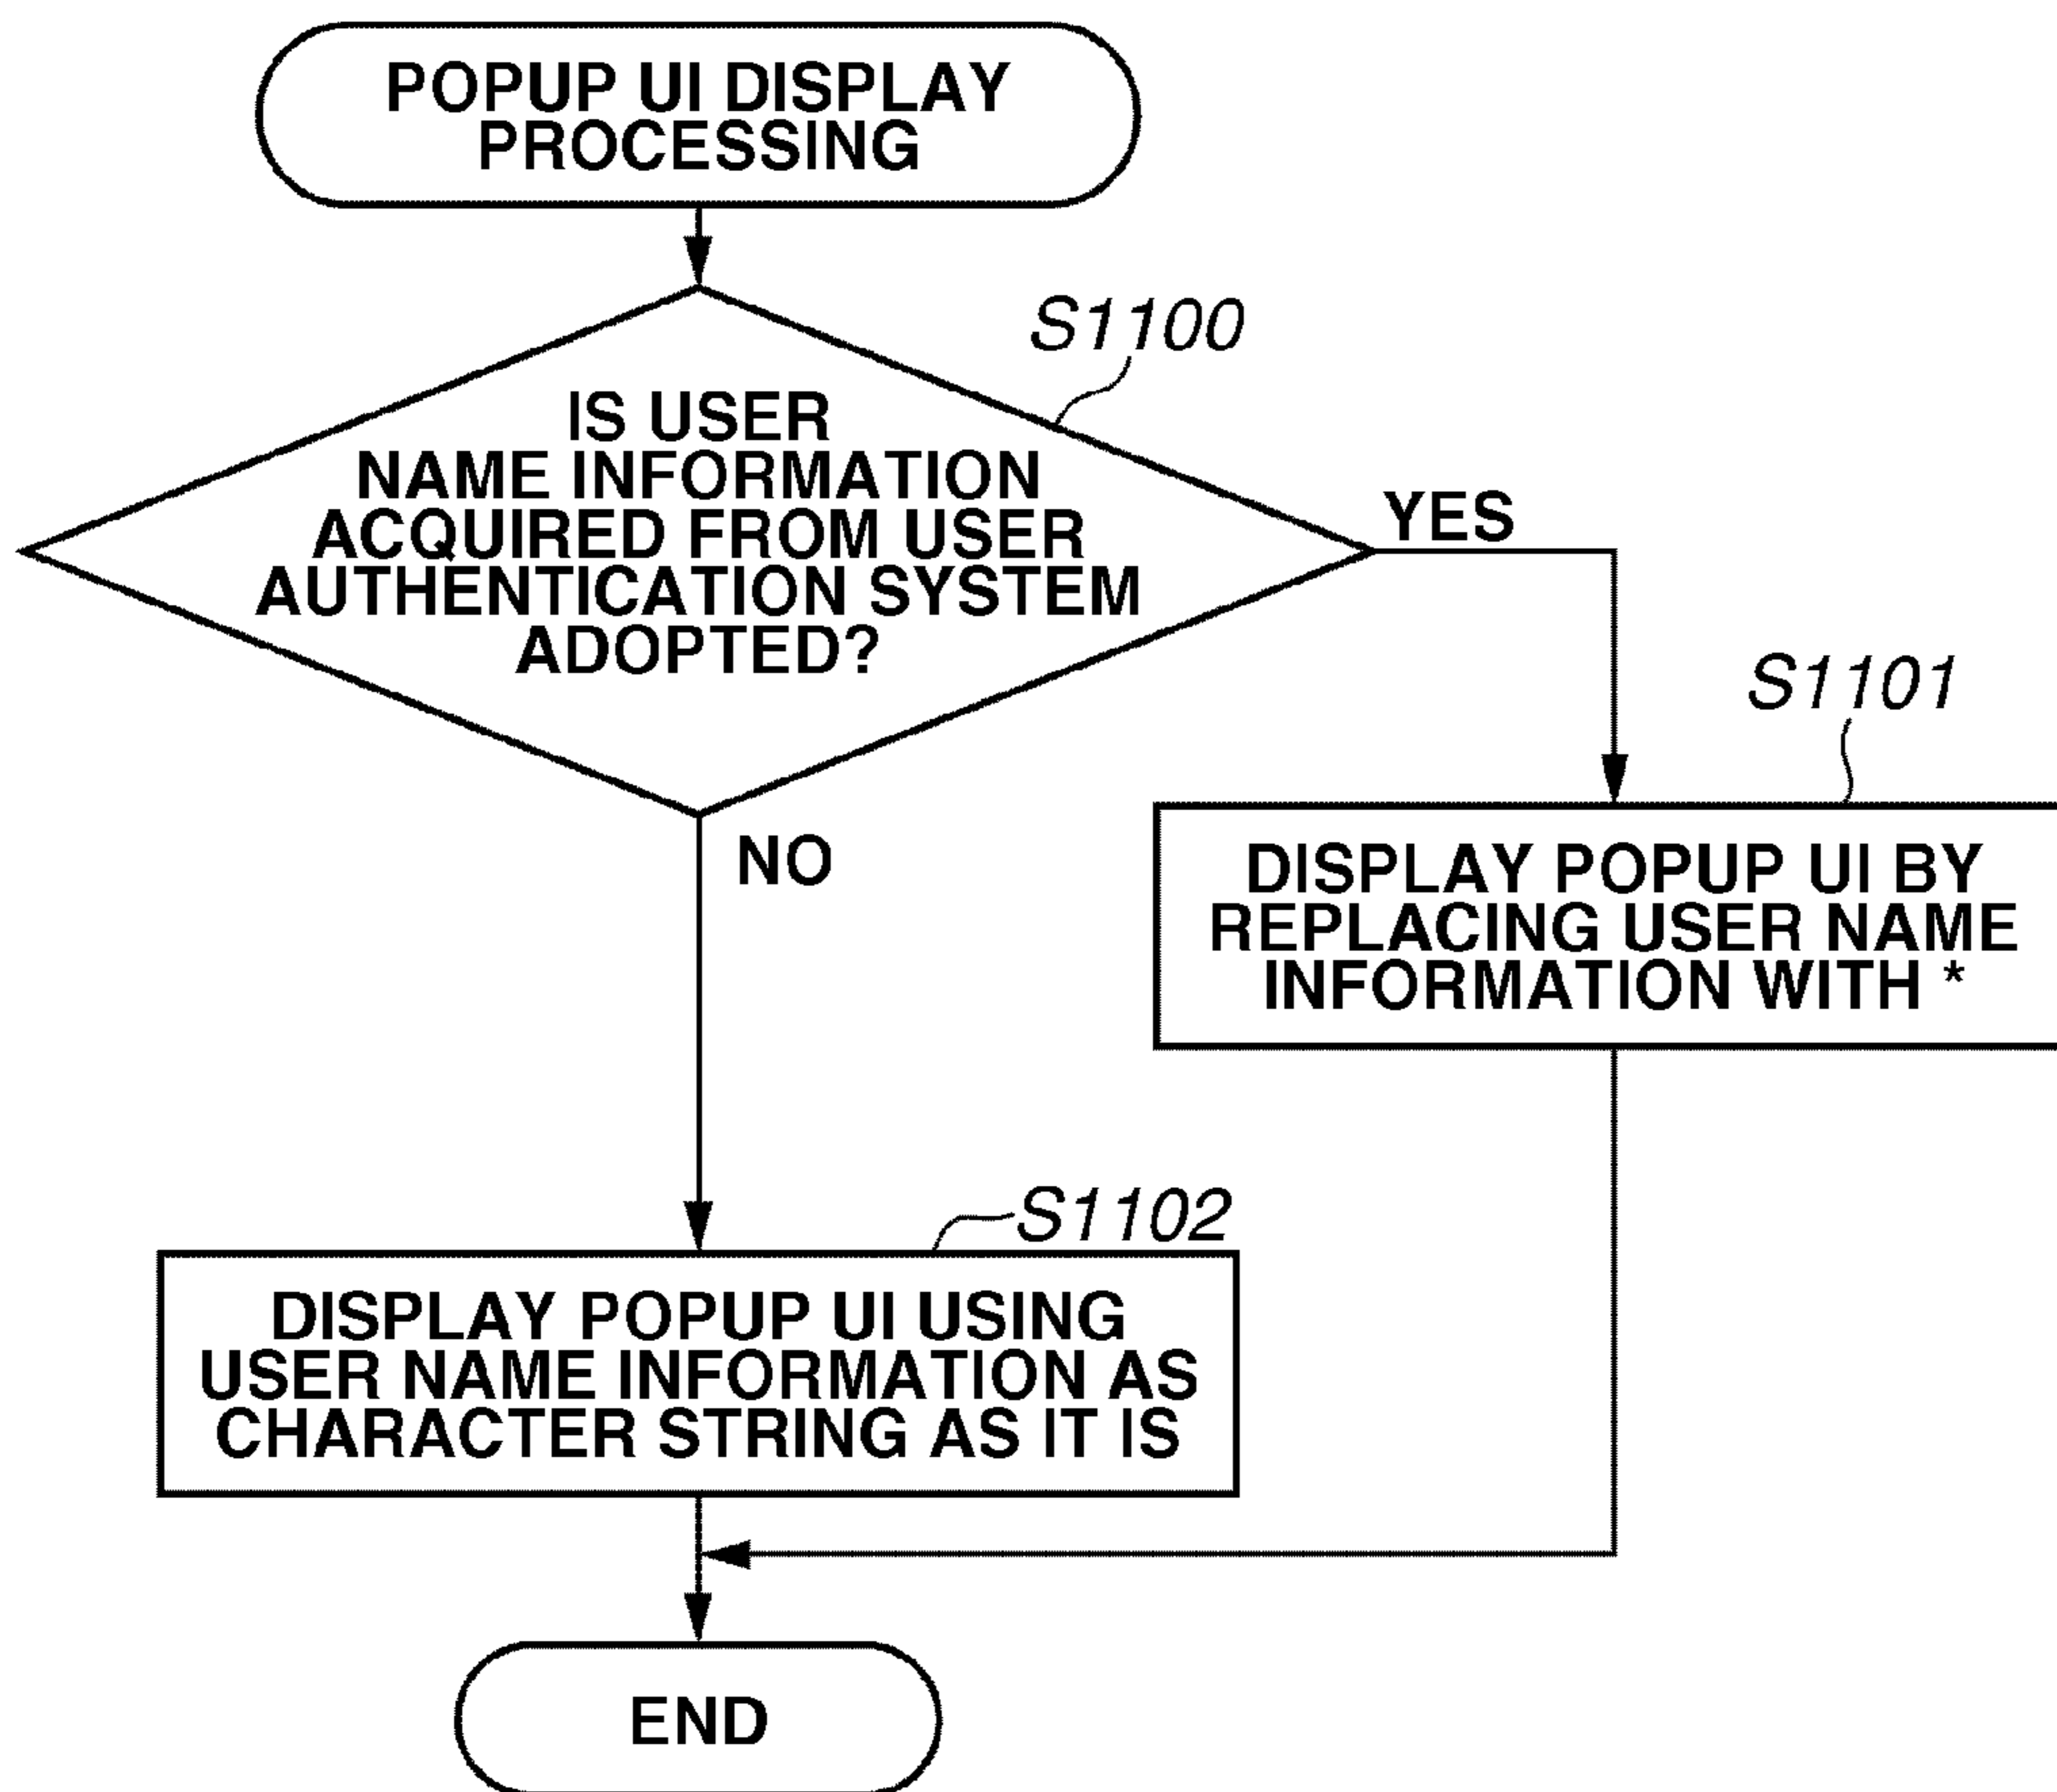 POPUP UI DISPLAY
PROCESSING
S1100
IS USER
NAME INFORMATION
ACQUIRED FROM USER
AUTHENTICATION SYSTEM
ADOPTED?
YES
NO
S1101
DISPLAY POPUP UI BY
REPLACING USER NAME
INFORMATION WITH *
S1102
DISPLAY POPUP UI USING
USER NAME INFORMATION AS
CHARACTER STRING AS IT IS
END